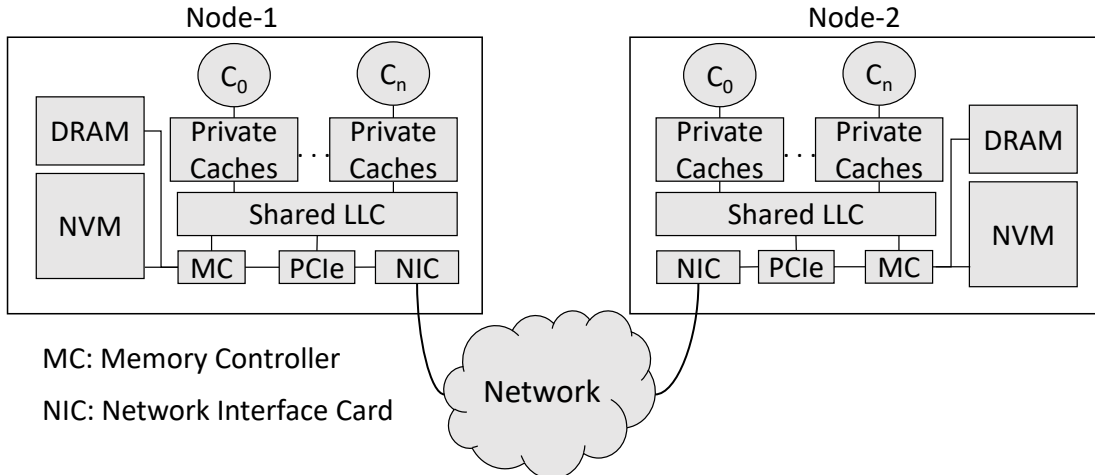 Node-1
C0
Cn
DRAM
Private Caches
...
Private Caches
NVM
Shared LLC
MC
PCIe
NIC
Node-2
C0
Cn
Private Caches
...
Private Caches
DRAM
Shared LLC
NVM
NIC
PCIe
MC
Network
MC: Memory Controller
NIC: Network Interface Card